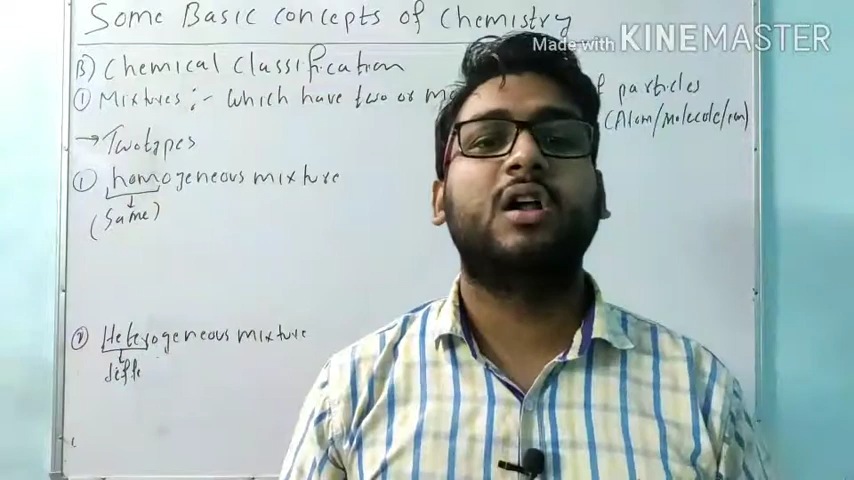 Some Basic concepts of Chemistry
Made with KINEMASTER
B) Chemical classification
① Mixtures :- which have two or particles
(Atom/molecule/ion)
→ Two types
① homogeneous mixture
(Same)
② Heterogeneous mixture
diff